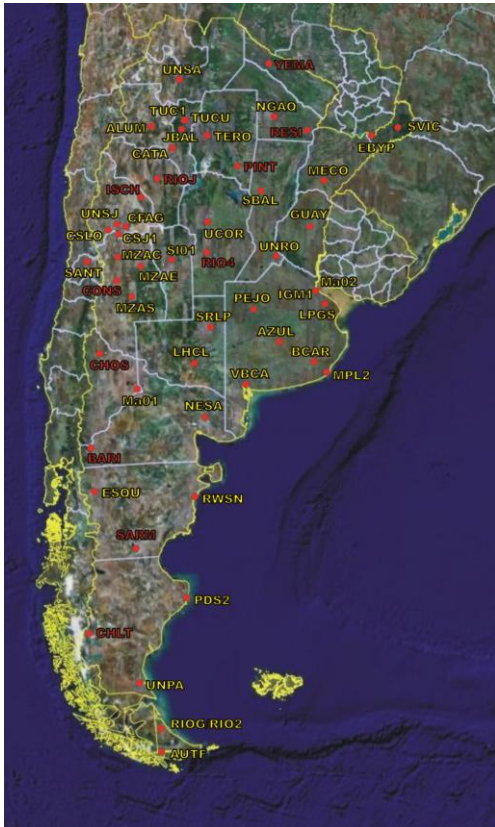 YEMA
UNSA
NGAO
TUC1
TUCU
ALUM
JBAL
TERO
RESI
SVIC
EBYP
CATA
PINT
RIOJ
MECO
ISCH
SBAL
UNSJ
CFAG
GUAY
CSLO
CSJ1
UCOR
MZAC
SI01
UNRO
SANT
MZAE
RIO4
CONS
Ma02
IGM1
MZAS
PEJO
LPGS
SRLP
AZUL
CHOS
LHCL
BCAR
MPL2
VBCA
Ma01
NESA
BARI
ESQU
RWSN
SARM
PDS2
CHLT
UNPA
RIOG RIO2
AUTF